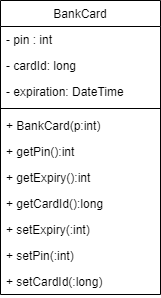 BankCard
- pin : int
- cardId: long
- expiration: DateTime
+ BankCard(p:int)
+ getPin():int
+ getExpiry():int
+ getCardId():long
+ setExpiry(:int)
+ setPin(:int)
+ setCardId(:long)